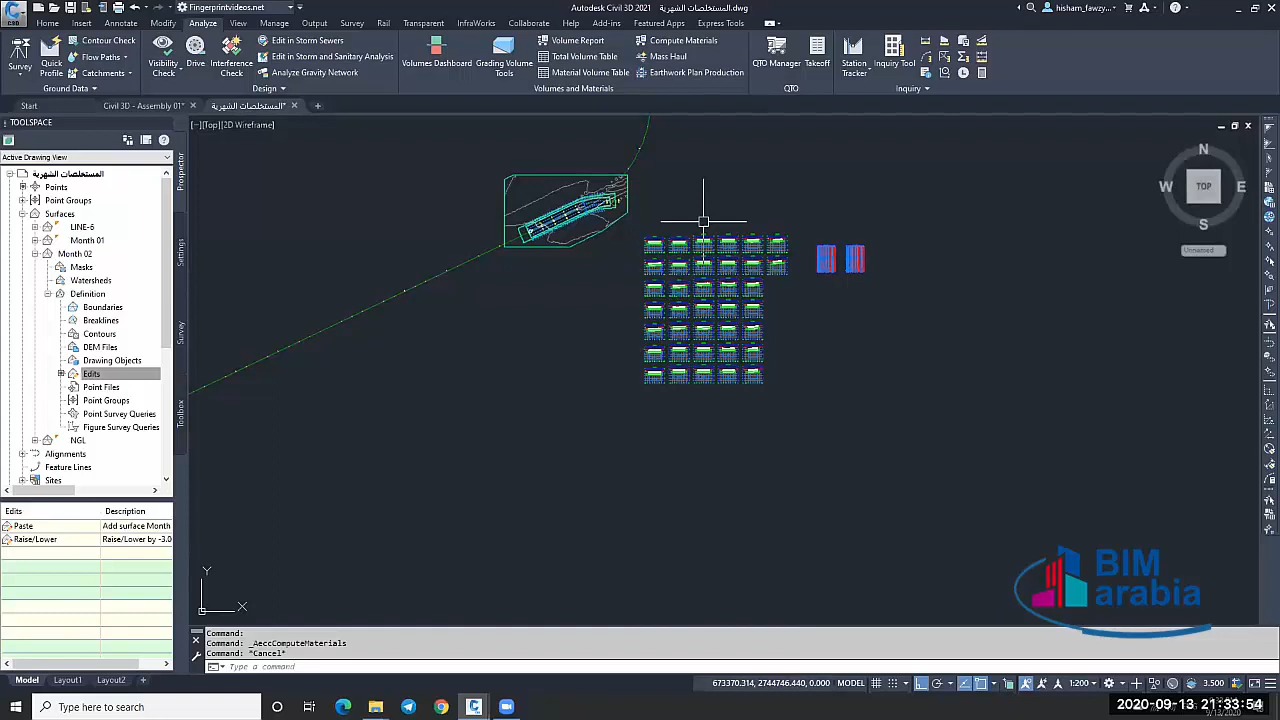 C3D
Fingerprintvideos.net
Autodesk Civil 3D 2021 المستخلصات الشهرية.dwg
hisham_fawzy...
Home Insert Annotate Modify Analyze View Manage Output Survey Rail Transparent InfraWorks Collaborate Help Add-ins Featured Apps Express Tools
Survey
Quick Profile
Contour Check
Flow Paths
Catchments
Ground Data
Visibility Check
Drive
Interference Check
Edit in Storm Sewers
Edit in Storm and Sanitary Analysis
Analyze Gravity Network
Design
Volumes Dashboard
Grading Volume Tools
Volume Report
Total Volume Table
Material Volume Table
Compute Materials
Mass Haul
Earthwork Plan Production
Volumes and Materials
QTO Manager
Takeoff
QTO
Station Tracker
Inquiry Tool
Inquiry
Start
Civil 3D - Assembly 01*
المستخلصات الشهرية*
TOOLSPACE
Active Drawing View
المستخلصات الشهرية
Points
Point Groups
Surfaces
LINE-6
Month 01
Month 02
Masks
Watersheds
Definition
Boundaries
Breaklines
Contours
DEM Files
Drawing Objects
Edits
Point Files
Point Groups
Point Survey Queries
Figure Survey Queries
NGL
Alignments
Feature Lines
Sites
Prospector
Settings
Survey
Toolbox
Edits Description
Paste Add surface Month
Raise/Lower Raise/Lower by -3.0
[−][Top][2D Wireframe]
N
W TOP E
S
Unnamed
Y
X
BIM
arabia
Command:
Command: _AeccComputeMaterials
Command: *Cancel*
Type a command
Model Layout1 Layout2
673370.314, 2744746.440, 0.000 MODEL
1:200
3.500
Type here to search
2020-09-13 21:33:54
9/13/2020